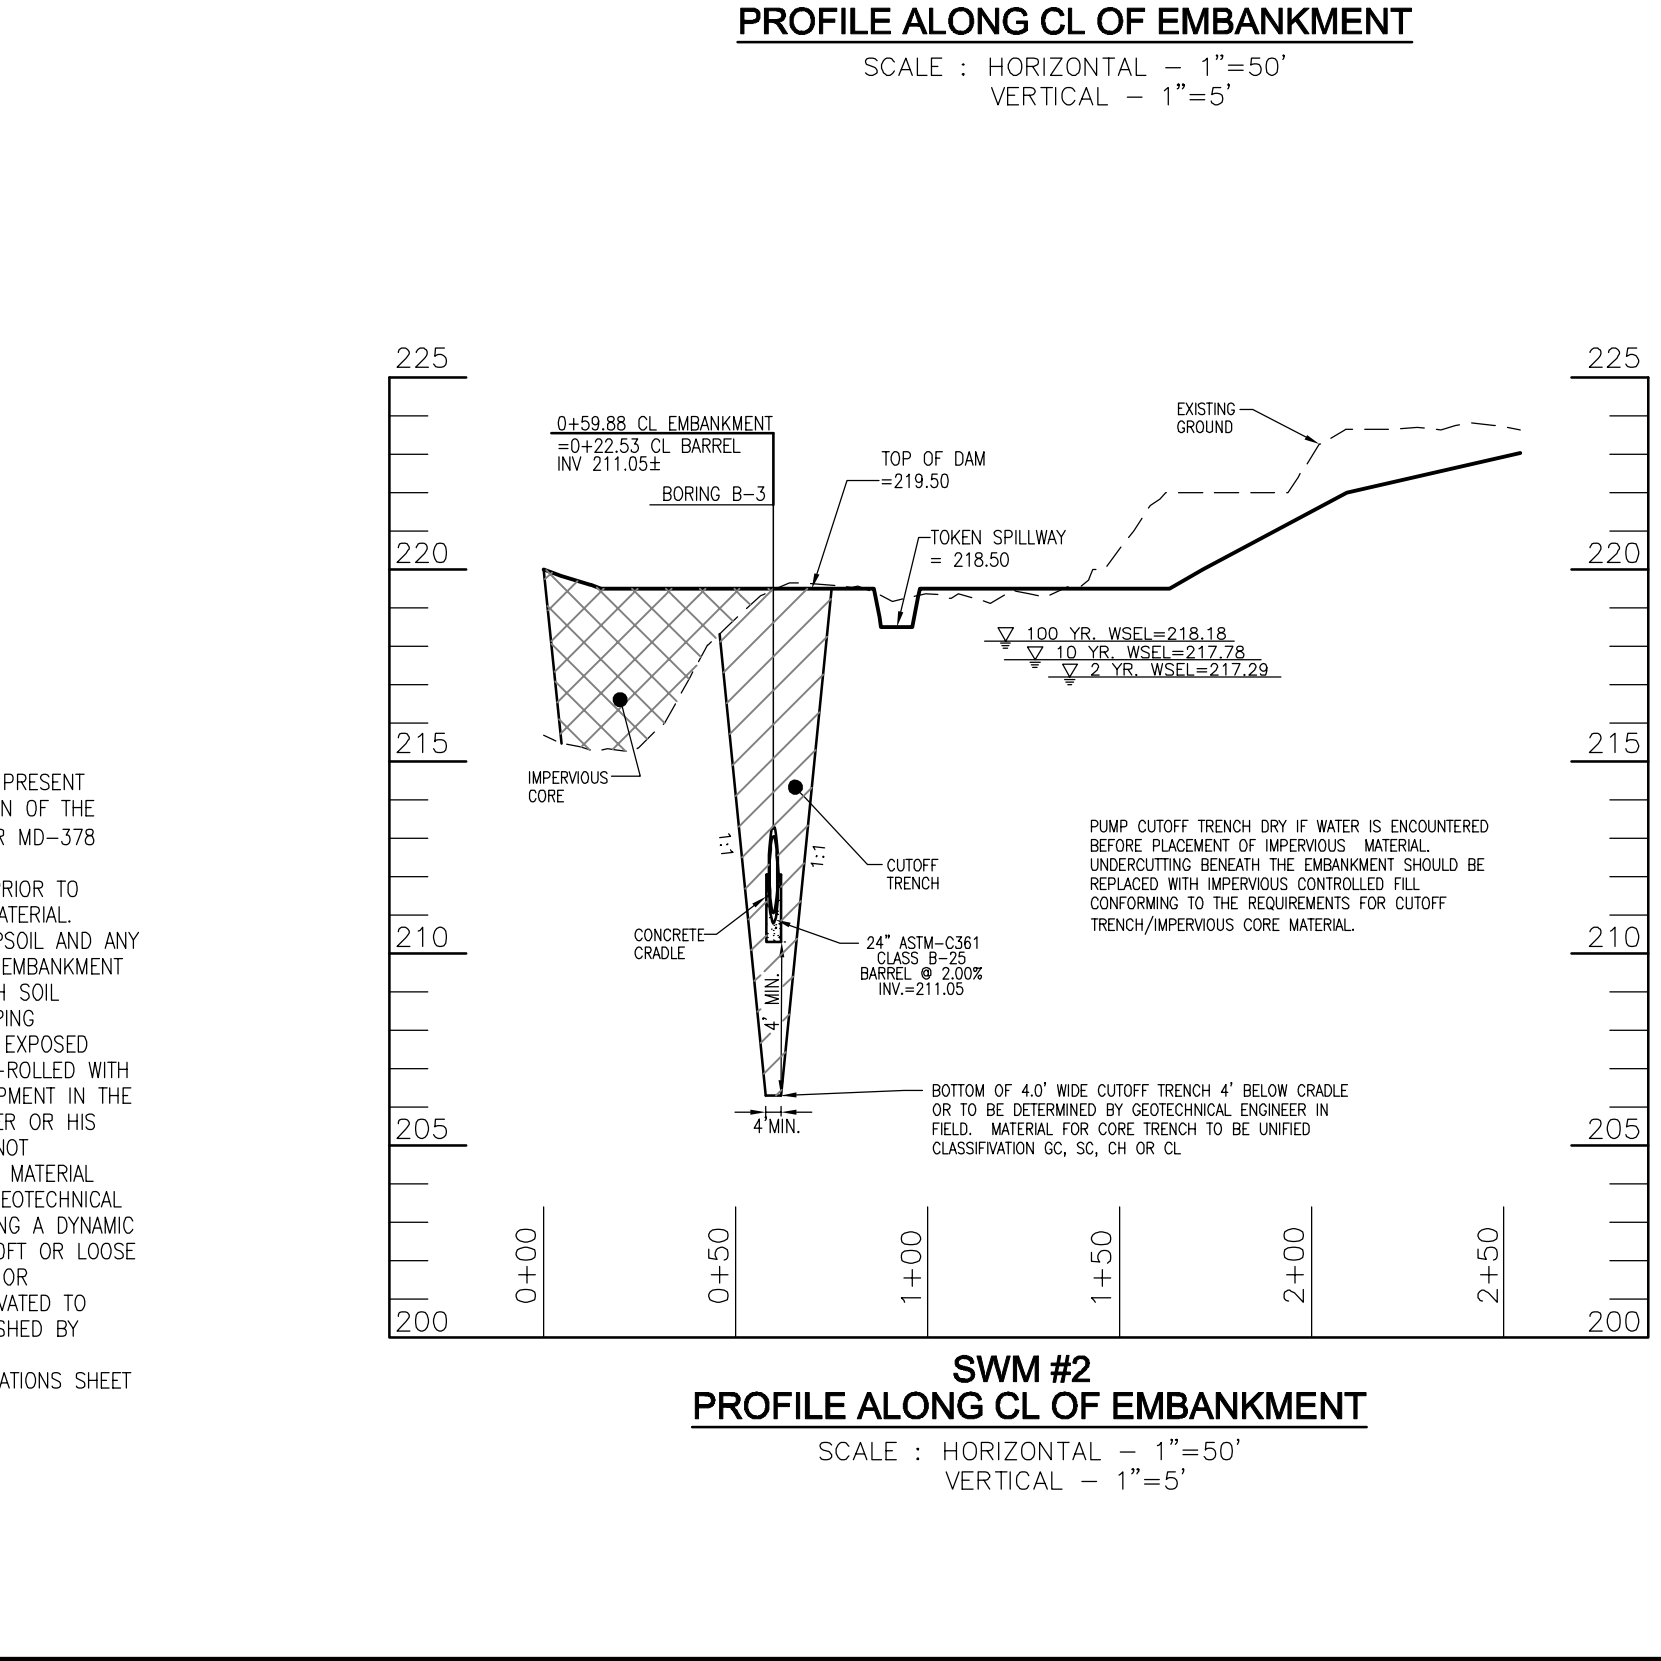 PROFILE ALONG CL OF EMBANKMENT
SCALE : HORIZONTAL – 1"=50'
VERTICAL – 1"=5'
PRESENT
N OF THE
R MD-378
PRIOR TO
ATERIAL.
PSOIL AND ANY
EMBANKMENT
H SOIL
PING
EXPOSED
-ROLLED WITH
PMENT IN THE
ER OR HIS
NOT
MATERIAL
EOTECHNICAL
NG A DYNAMIC
OFT OR LOOSE
OR
VATED TO
SHED BY
ATIONS SHEET
225
220
215
210
205
200
225
220
215
210
205
200
0+59.88 CL EMBANKMENT
=0+22.53 CL BARREL
INV 211.05±
BORING B-3
TOP OF DAM
=219.50
TOKEN SPILLWAY
= 218.50
EXISTING
GROUND
100 YR. WSEL=218.18
10 YR. WSEL=217.78
2 YR. WSEL=217.29
IMPERVIOUS
CORE
1:1
1:1
CUTOFF
TRENCH
CONCRETE
CRADLE
24" ASTM-C361
CLASS B-25
BARREL @ 2.00%
INV.=211.05
4' MIN.
4'MIN.
PUMP CUTOFF TRENCH DRY IF WATER IS ENCOUNTERED
BEFORE PLACEMENT OF IMPERVIOUS MATERIAL.
UNDERCUTTING BENEATH THE EMBANKMENT SHOULD BE
REPLACED WITH IMPERVIOUS CONTROLLED FILL
CONFORMING TO THE REQUIREMENTS FOR CUTOFF
TRENCH/IMPERVIOUS CORE MATERIAL.
BOTTOM OF 4.0' WIDE CUTOFF TRENCH 4' BELOW CRADLE
OR TO BE DETERMINED BY GEOTECHNICAL ENGINEER IN
FIELD. MATERIAL FOR CORE TRENCH TO BE UNIFIED
CLASSIFIVATION GC, SC, CH OR CL
0+00
0+50
1+00
1+50
2+00
2+50
SWM #2
PROFILE ALONG CL OF EMBANKMENT
SCALE : HORIZONTAL – 1"=50'
VERTICAL – 1"=5'